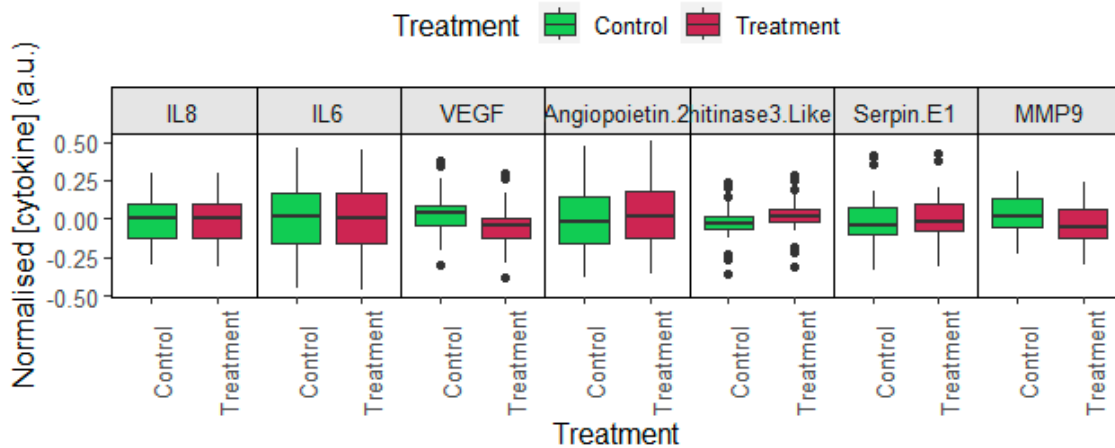 Treatment Control Treatment
Normalised [cytokine] (a.u.)
IL8 IL6 VEGF Angiopoietin.2 hitinase3.Like Serpin.E1 MMP9
0.50
0.25
0.00
-0.25
-0.50
Control Treatment Control Treatment Control Treatment Control Treatment Control Treatment Control Treatment Control Treatment
Treatment